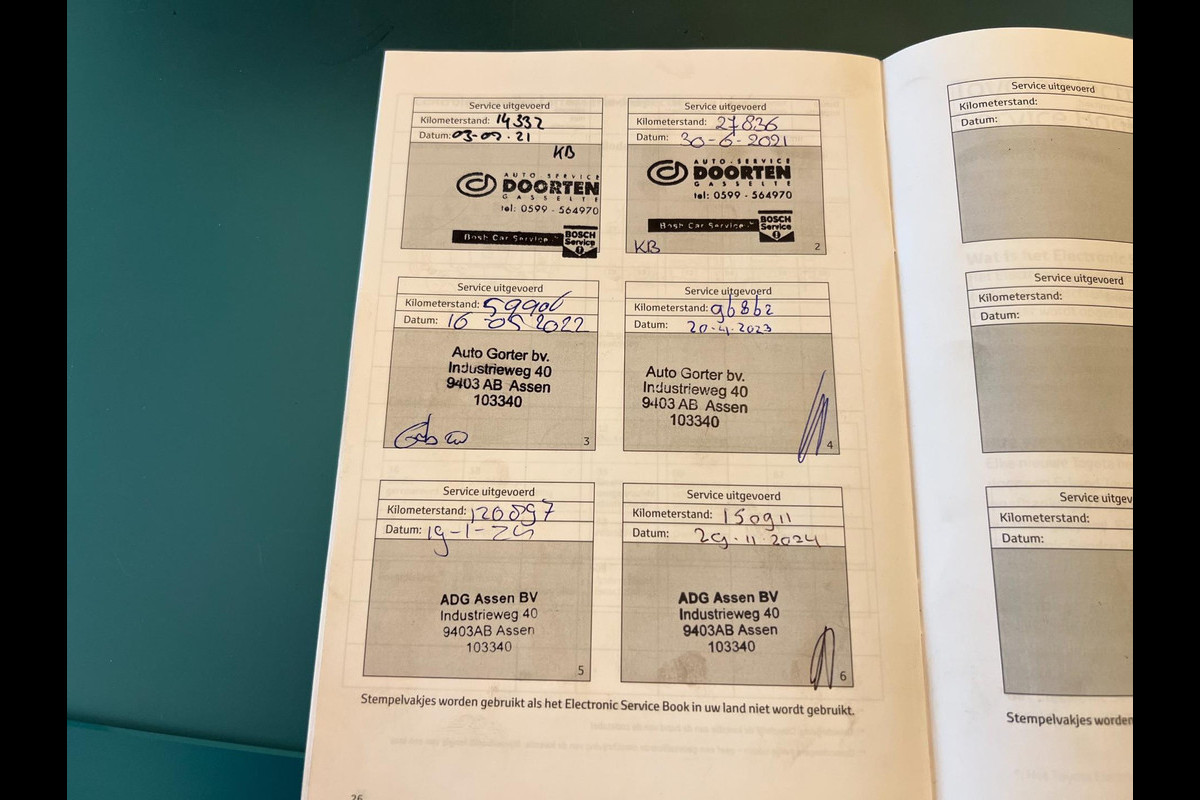 Service uitgevoerd
Kilometerstand: 14332
Datum: 03-02-21
KB
AUTO SERVICE
DOORTEN
GASSELTE
tel: 0599 - 564970
Bosh Car Service
BOSCH
Service
Service uitgevoerd
Kilometerstand: 27836
Datum: 30-6-2021
AUTO-SERVICE
DOORTEN
GASSELTE
tel: 0599 - 564970
Bosh Car Service
BOSCH
Service
KB
2
Service uitgevoerd
Kilometerstand: 59906
Datum: 16-05-2022
Auto Gorter bv.
Industrieweg 40
9403 AB Assen
103340
3
Service uitgevoerd
Kilometerstand: 96862
Datum: 20-4-2023
Auto Gorter bv.
Industrieweg 40
9403 AB Assen
103340
4
Service uitgevoerd
Kilometerstand: 120897
Datum: 19-1-24
ADG Assen BV
Industrieweg 40
9403AB Assen
103340
5
Service uitgevoerd
Kilometerstand: 150911
Datum: 29-11-2024
ADG Assen BV
Industrieweg 40
9403AB Assen
103340
6
Stempelvakjes worden gebruikt als het Electronic Service Book in uw land niet wordt gebruikt.
26
Service uitgevoerd
Kilometerstand:
Datum:
Service uitgevoerd
Kilometerstand:
Datum:
Service uitgev
Kilometerstand:
Datum:
Stempelvakjes worden